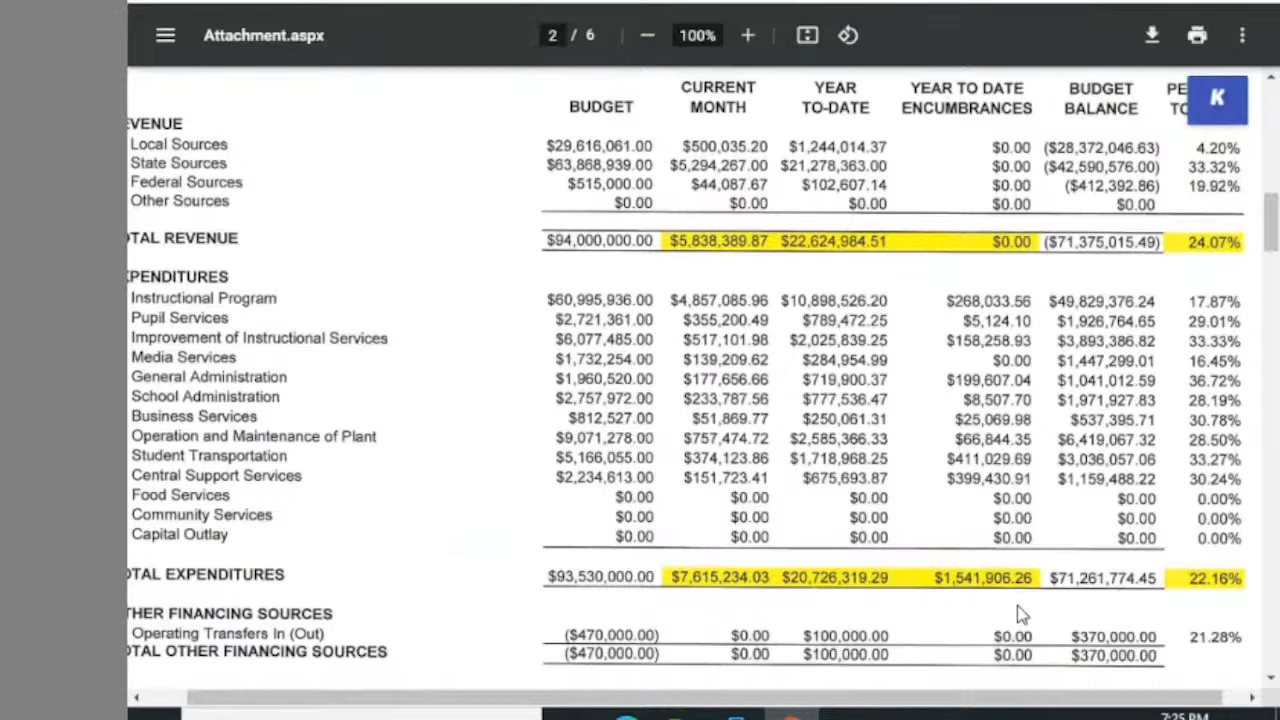 Attachment.aspx 2 / 6 100%
CURRENT YEAR YEAR TO DATE BUDGET PE
BUDGET MONTH TO-DATE ENCUMBRANCES BALANCE TO
K
VENUE
Local Sources $29,616,061.00 $500,035.20 $1,244,014.37 $0.00 ($28,372,046.63) 4.20%
State Sources $63,868,939.00 $5,294,267.00 $21,278,363.00 $0.00 ($42,590,576.00) 33.32%
Federal Sources $515,000.00 $44,087.67 $102,607.14 $0.00 ($412,392.86) 19.92%
Other Sources $0.00 $0.00 $0.00 $0.00 $0.00
OTAL REVENUE $94,000,000.00 $5,838,389.87 $22,624,984.51 $0.00 ($71,375,015.49) 24.07%
PENDITURES
Instructional Program $60,995,936.00 $4,857,085.96 $10,898,526.20 $268,033.56 $49,829,376.24 17.87%
Pupil Services $2,721,361.00 $355,200.49 $789,472.25 $5,124.10 $1,926,764.65 29.01%
Improvement of Instructional Services $6,077,485.00 $517,101.98 $2,025,839.25 $158,258.93 $3,893,386.82 33.33%
Media Services $1,732,254.00 $139,209.62 $284,954.99 $0.00 $1,447,299.01 16.45%
General Administration $1,960,520.00 $177,656.66 $719,900.37 $199,607.04 $1,041,012.59 36.72%
School Administration $2,757,972.00 $233,787.56 $777,536.47 $8,507.70 $1,971,927.83 28.19%
Business Services $812,527.00 $51,869.77 $250,061.31 $25,069.98 $537,395.71 30.78%
Operation and Maintenance of Plant $9,071,278.00 $757,474.72 $2,585,366.33 $66,844.35 $6,419,067.32 28.50%
Student Transportation $5,166,055.00 $374,123.86 $1,718,968.25 $411,029.69 $3,036,057.06 33.27%
Central Support Services $2,234,613.00 $151,723.41 $675,693.87 $399,430.91 $1,159,488.22 30.24%
Food Services $0.00 $0.00 $0.00 $0.00 $0.00 0.00%
Community Services $0.00 $0.00 $0.00 $0.00 $0.00 0.00%
Capital Outlay $0.00 $0.00 $0.00 $0.00 $0.00 0.00%
OTAL EXPENDITURES $93,530,000.00 $7,615,234.03 $20,726,319.29 $1,541,906.26 $71,261,774.45 22.16%
THER FINANCING SOURCES
Operating Transfers In (Out) ($470,000.00) $0.00 $100,000.00 $0.00 $370,000.00 21.28%
OTAL OTHER FINANCING SOURCES ($470,000.00) $0.00 $100,000.00 $0.00 $370,000.00
7:25 PM